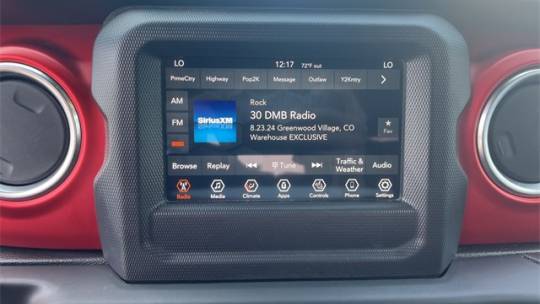 LO 12:17 72°F out LO
PrmeCtry Highway Pop2K Message Outlaw Y2Kntry
AM
FM
SiriusXM
Rock
30 DMB Radio
8.23.24 Greenwood Village, CO
Warehouse EXCLUSIVE
Fav
Browse Replay Tune Traffic & Weather Audio
Radio Media Climate Apps Controls Phone Settings